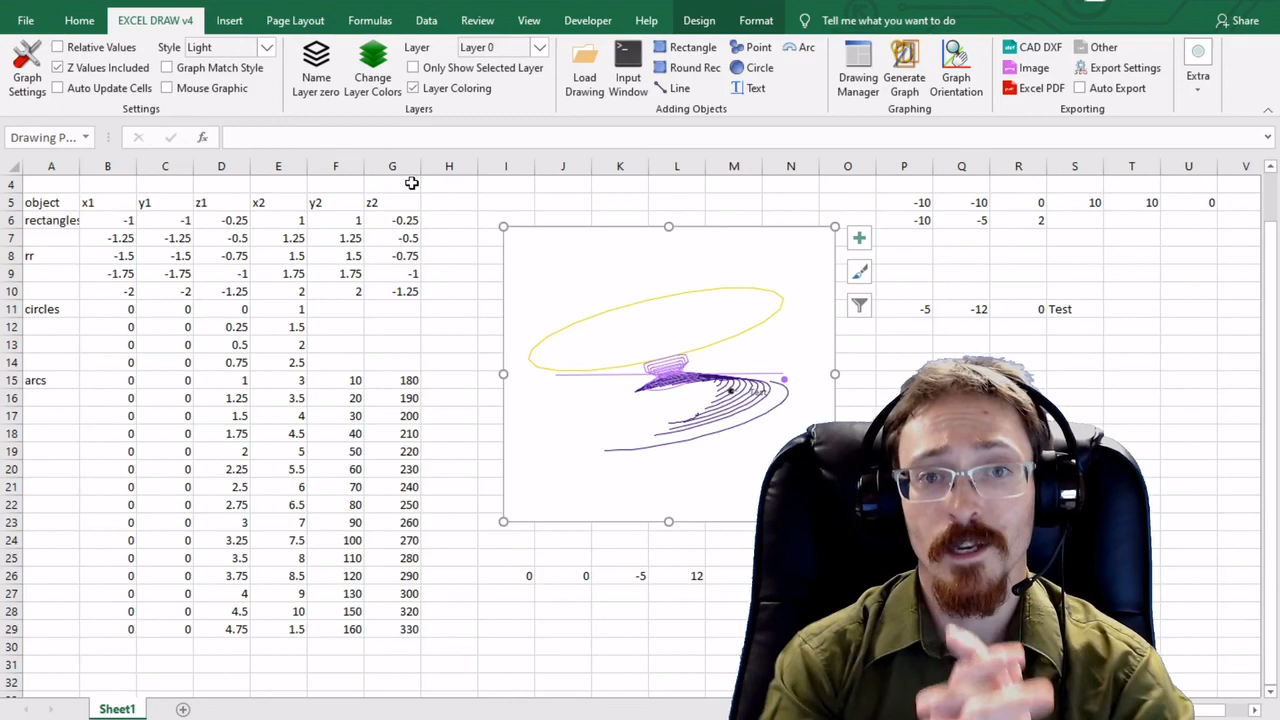 File Home EXCEL DRAW v4 Insert Page Layout Formulas Data Review View Developer Help Design Format Tell me what you want to do Share
Graph Settings
Relative Values
Z Values Included
Auto Update Cells
Style Light
Graph Match Style
Mouse Graphic
Settings
Name Layer zero
Change Layer Colors
Layer Layer 0
Only Show Selected Layer
Layer Coloring
Layers
Load Drawing
Input Window
Rectangle Point Arc
Round Rec Circle
Line Text
Adding Objects
Drawing Manager
Generate Graph
Graph Orientation
Graphing
CAD DXF Other
Image Export Settings
Excel PDF Auto Export
Exporting
Extra
Drawing P... fx
A B C D E F G H I J K L M N O P Q R S T U V
4
5 object x1 y1 z1 x2 y2 z2 -10 -10 0 10 10 0
6 rectangles -1 -1 -0.25 1 1 -0.25 -10 -5 2
7 -1.25 -1.25 -0.5 1.25 1.25 -0.5
8 rr -1.5 -1.5 -0.75 1.5 1.5 -0.75
9 -1.75 -1.75 -1 1.75 1.75 -1
10 -2 -2 -1.25 2 2 -1.25
11 circles 0 0 0 1 -5 -12 0 Test
12 0 0 0.25 1.5
13 0 0 0.5 2
14 0 0 0.75 2.5
15 arcs 0 0 1 3 10 180
16 0 0 1.25 3.5 20 190
17 0 0 1.5 4 30 200
18 0 0 1.75 4.5 40 210
19 0 0 2 5 50 220
20 0 0 2.25 5.5 60 230
21 0 0 2.5 6 70 240
22 0 0 2.75 6.5 80 250
23 0 0 3 7 90 260
24 0 0 3.25 7.5 100 270
25 0 0 3.5 8 110 280
26 0 0 3.75 8.5 120 290 0 0 -5 12
27 0 0 4 9 130 300
28 0 0 4.5 10 150 320
29 0 0 4.75 1.5 160 330
30
31
32
Sheet1